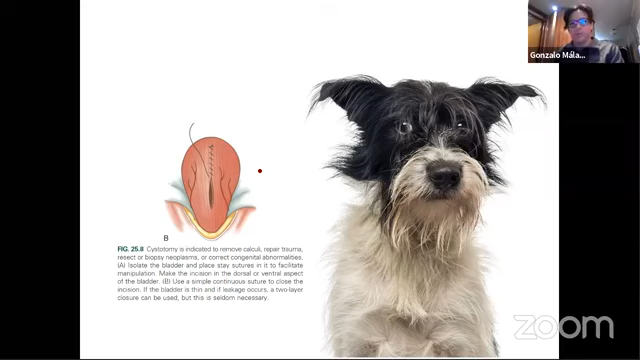 Gonzalo Mála...
B
FIG. 25.8 Cystotomy is indicated to remove calculi, repair trauma,
resect or biopsy neoplasms, or correct congenital abnormalities.
(A) Isolate the bladder and place stay sutures in it to facilitate
manipulation. Make the incision in the dorsal or ventral aspect
of the bladder. (B) Use a simple continuous suture to close the
incision. If the bladder is thin and if leakage occurs, a two-layer
closure can be used, but this is seldom necessary.
zoom